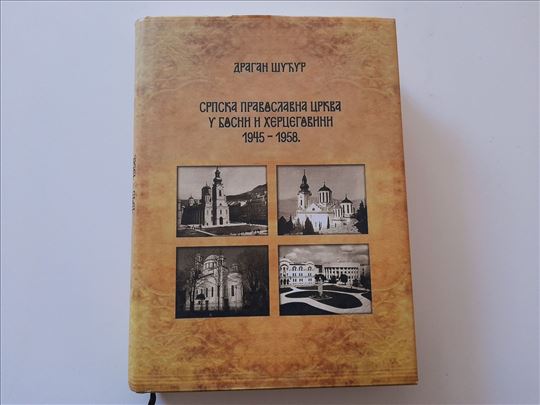 ДРАГАН ШУЋУР
СРПСКА ПРАВОСЛАВНА ЦРКВА
У БОСНИ И ХЕРЦЕГОВИНИ
1945 - 1958.